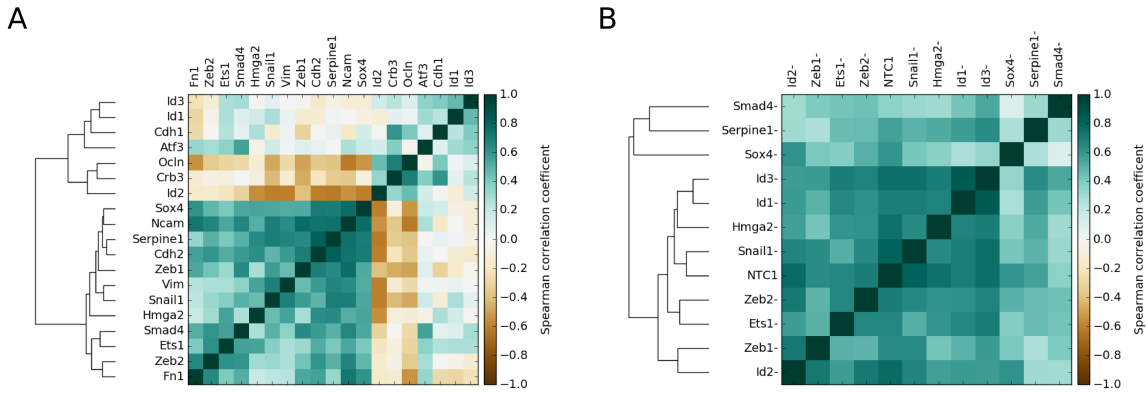 A
Fn1
Zeb2
Ets1
Smad4
Hmga2
Snail1
Vim
Zeb1
Cdh2
Serpine1
Ncam
Sox4
Id2
Crb3
Ocln
Atf3
Cdh1
Id1
Id3
Id3
Id1
Cdh1
Atf3
Ocln
Crb3
Id2
Sox4
Ncam
Serpine1
Cdh2
Zeb1
Vim
Snail1
Hmga2
Smad4
Ets1
Zeb2
Fn1
1.0
0.8
0.6
0.4
0.2
0.0
−0.2
−0.4
−0.6
−0.8
−1.0
Spearman correlation coefficent
B
Id2-
Zeb1-
Ets1-
Zeb2-
NTC1
Snail1-
Hmga2-
Id1-
Id3-
Sox4-
Serpine1-
Smad4-
Smad4-
Serpine1-
Sox4-
Id3-
Id1-
Hmga2-
Snail1-
NTC1
Zeb2-
Ets1-
Zeb1-
Id2-
1.0
0.8
0.6
0.4
0.2
0.0
−0.2
−0.4
−0.6
−0.8
−1.0
Spearman correlation coefficient